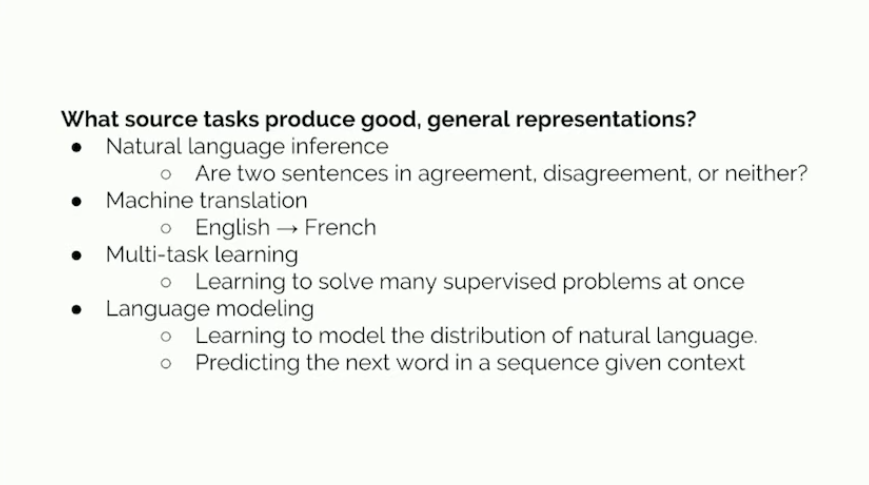 What source tasks produce good, general representations?
● Natural language inference
○ Are two sentences in agreement, disagreement, or neither?
● Machine translation
○ English → French
● Multi-task learning
○ Learning to solve many supervised problems at once
● Language modeling
○ Learning to model the distribution of natural language.
○ Predicting the next word in a sequence given context